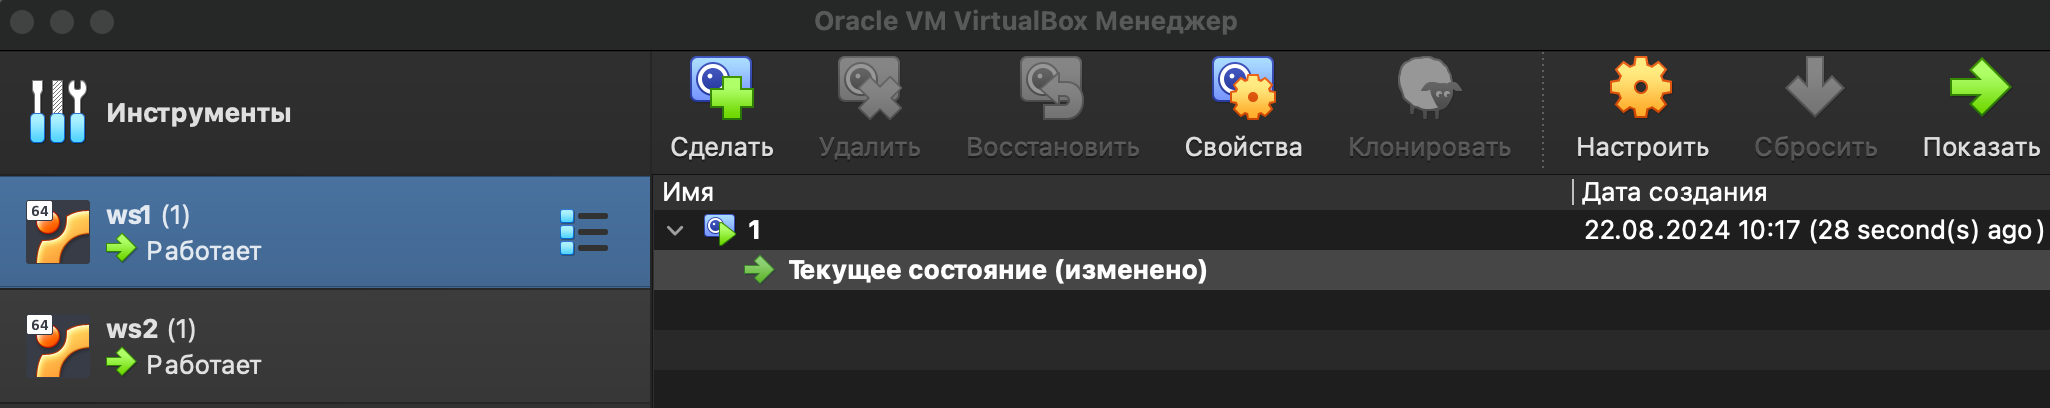 Oracle VM VirtualBox Менеджер
Инструменты
Сделать Удалить Восстановить Свойства Клонировать Настроить Сбросить Показать
64 ws1 (1)
Работает
64 ws2 (1)
Работает
Имя Дата создания
1 22.08.2024 10:17 (28 second(s) ago)
Текущее состояние (изменено)